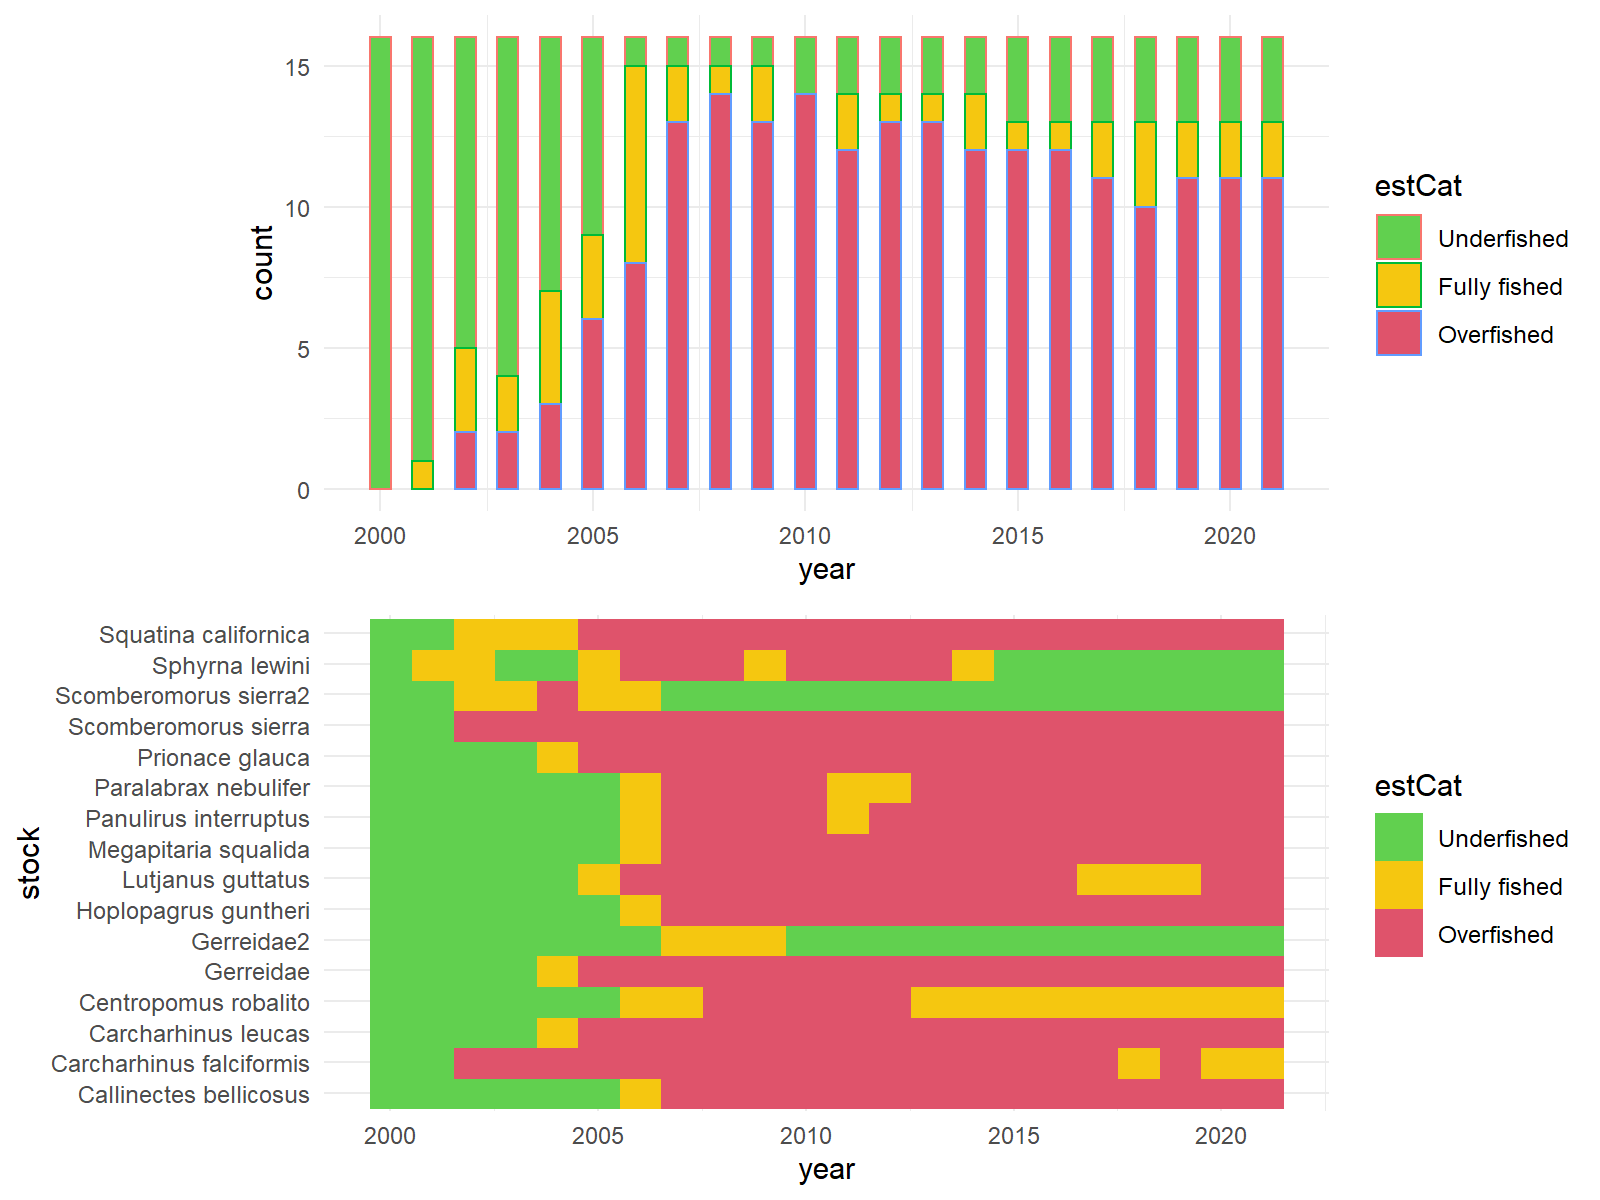 15
10
5
0
count
2000 2005 2010 2015 2020
year
estCat
Underfished
Fully fished
Overfished
Squatina californica
Sphyrna lewini
Scomberomorus sierra2
Scomberomorus sierra
Prionace glauca
Paralabrax nebulifer
Panulirus interruptus
Megapitaria squalida
Lutjanus guttatus
Hoplopagrus guntheri
Gerreidae2
Gerreidae
Centropomus robalito
Carcharhinus leucas
Carcharhinus falciformis
Callinectes bellicosus
stock
2000 2005 2010 2015 2020
year
estCat
Underfished
Fully fished
Overfished